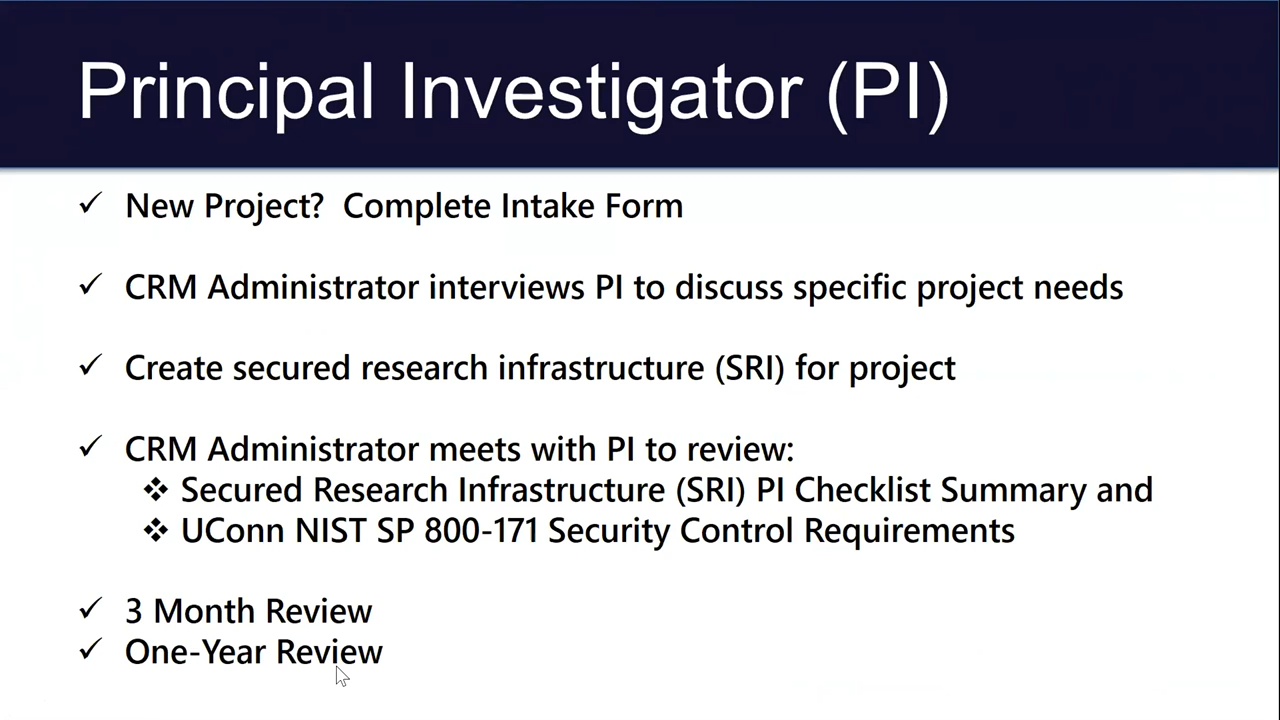 Principal Investigator (PI)
✓ New Project? Complete Intake Form
✓ CRM Administrator interviews PI to discuss specific project needs
✓ Create secured research infrastructure (SRI) for project
✓ CRM Administrator meets with PI to review:
❖ Secured Research Infrastructure (SRI) PI Checklist Summary and
❖ UConn NIST SP 800-171 Security Control Requirements
✓ 3 Month Review
✓ One-Year Review